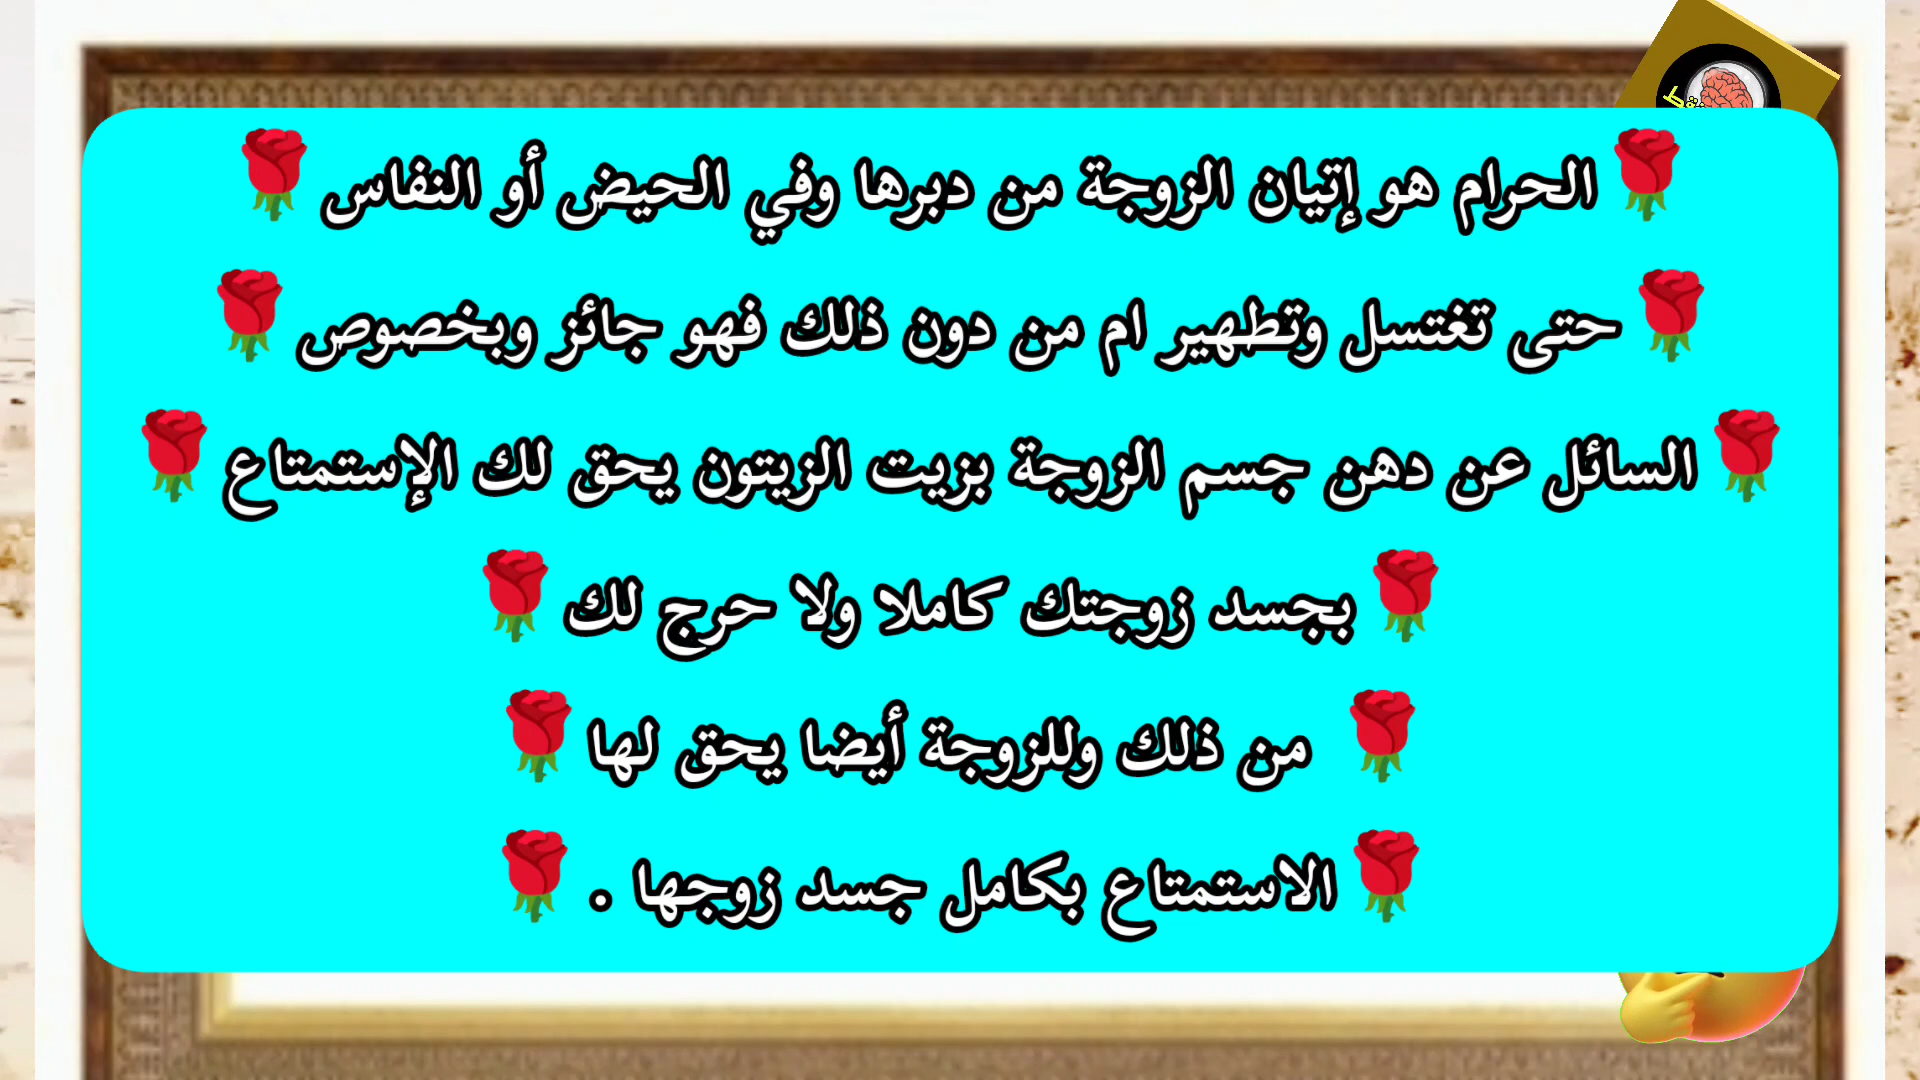 🌹الحرام هو إتيان الزوجة من دبرها وفي الحيض أو النفاس🌹
🌹حتى تغتسل وتطهير ام من دون ذلك فهو جائز وبخصوص🌹
🌹السائل عن دهن جسم الزوجة بزيت الزيتون يحق لك الإستمتاع🌹
🌹بجسد زوجتك كاملا ولا حرج لك🌹
🌹 من ذلك وللزوجة أيضا يحق لها🌹
🌹الاستمتاع بكامل جسد زوجها .🌹